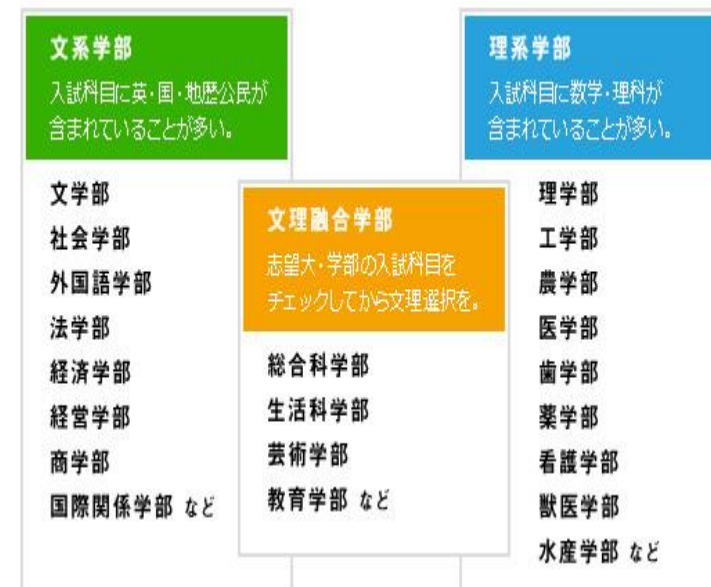 文系学部
入試科目に英・国・地歴公民が
含まれていることが多い。
文学部
社会学部
外国語学部
法学部
経済学部
経営学部
商学部
国際関係学部 など
文理融合学部
志望大・学部の入試科目を
チェックしてから文理選択を。
総合科学部
生活科学部
芸術学部
教育学部 など
理系学部
入試科目に数学・理科が
含まれていることが多い。
理学部
工学部
農学部
医学部
歯学部
薬学部
看護学部
獣医学部
水産学部 など